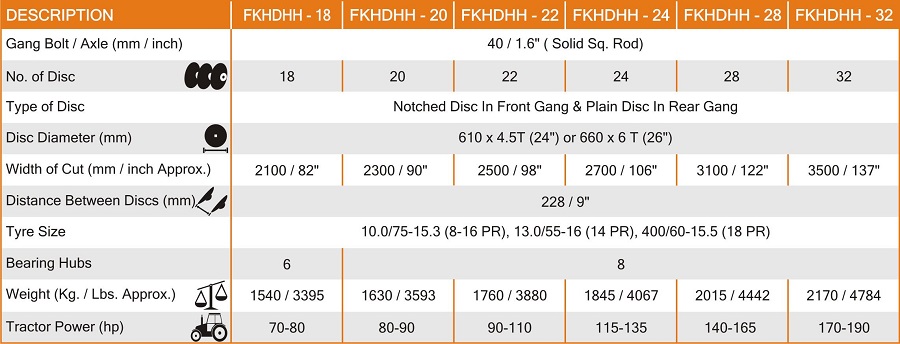 DESCRIPTION FKHDHH - 18 FKHDHH - 20 FKHDHH - 22 FKHDHH - 24 FKHDHH - 28 FKHDHH - 32
Gang Bolt / Axle (mm / inch) 40 / 1.6" ( Solid Sq. Rod)
No. of Disc 18 20 22 24 28 32
Type of Disc Notched Disc In Front Gang & Plain Disc In Rear Gang
Disc Diameter (mm) 610 x 4.5T (24") or 660 x 6 T (26")
Width of Cut (mm / inch Approx.) 2100 / 82" 2300 / 90" 2500 / 98" 2700 / 106" 3100 / 122" 3500 / 137"
Distance Between Discs (mm) 228 / 9"
Tyre Size 10.0/75-15.3 (8-16 PR), 13.0/55-16 (14 PR), 400/60-15.5 (18 PR)
Bearing Hubs 6 8
Weight (Kg. / Lbs. Approx.) 1540 / 3395 1630 / 3593 1760 / 3880 1845 / 4067 2015 / 4442 2170 / 4784
Tractor Power (hp) 70-80 80-90 90-110 115-135 140-165 170-190